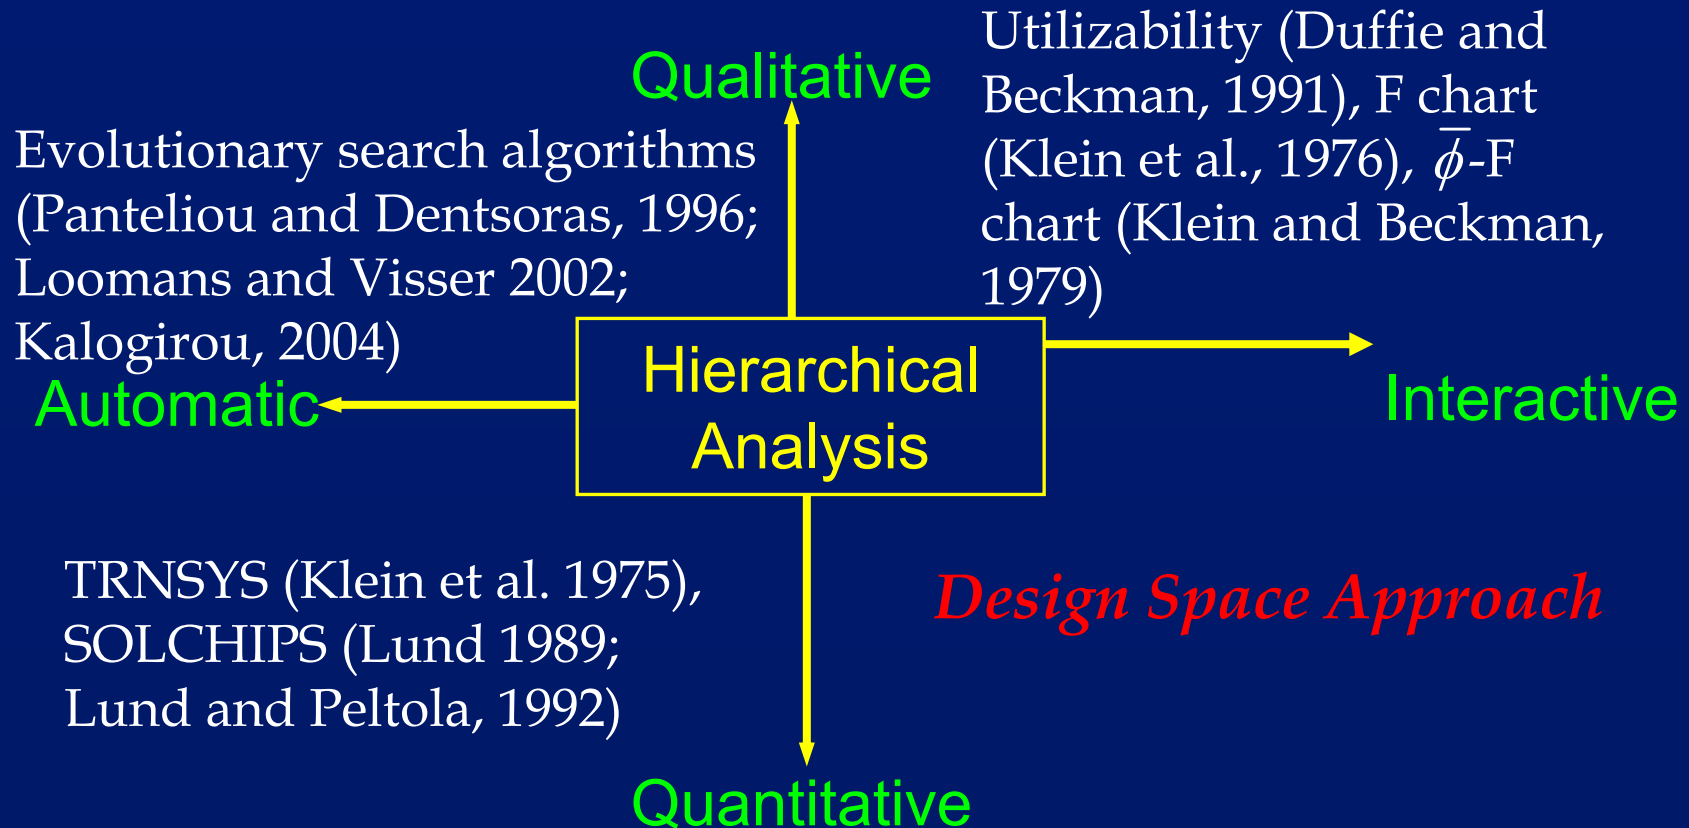 Qualitative
Utilizability (Duffie and
Beckman, 1991), F chart
(Klein et al., 1976), ϕ̅-F
chart (Klein and Beckman,
1979)
Evolutionary search algorithms
(Panteliou and Dentsoras, 1996;
Loomans and Visser 2002;
Kalogirou, 2004)
Automatic
Hierarchical
Analysis
Interactive
TRNSYS (Klein et al. 1975),
SOLCHIPS (Lund 1989;
Lund and Peltola, 1992)
Design Space Approach
Quantitative